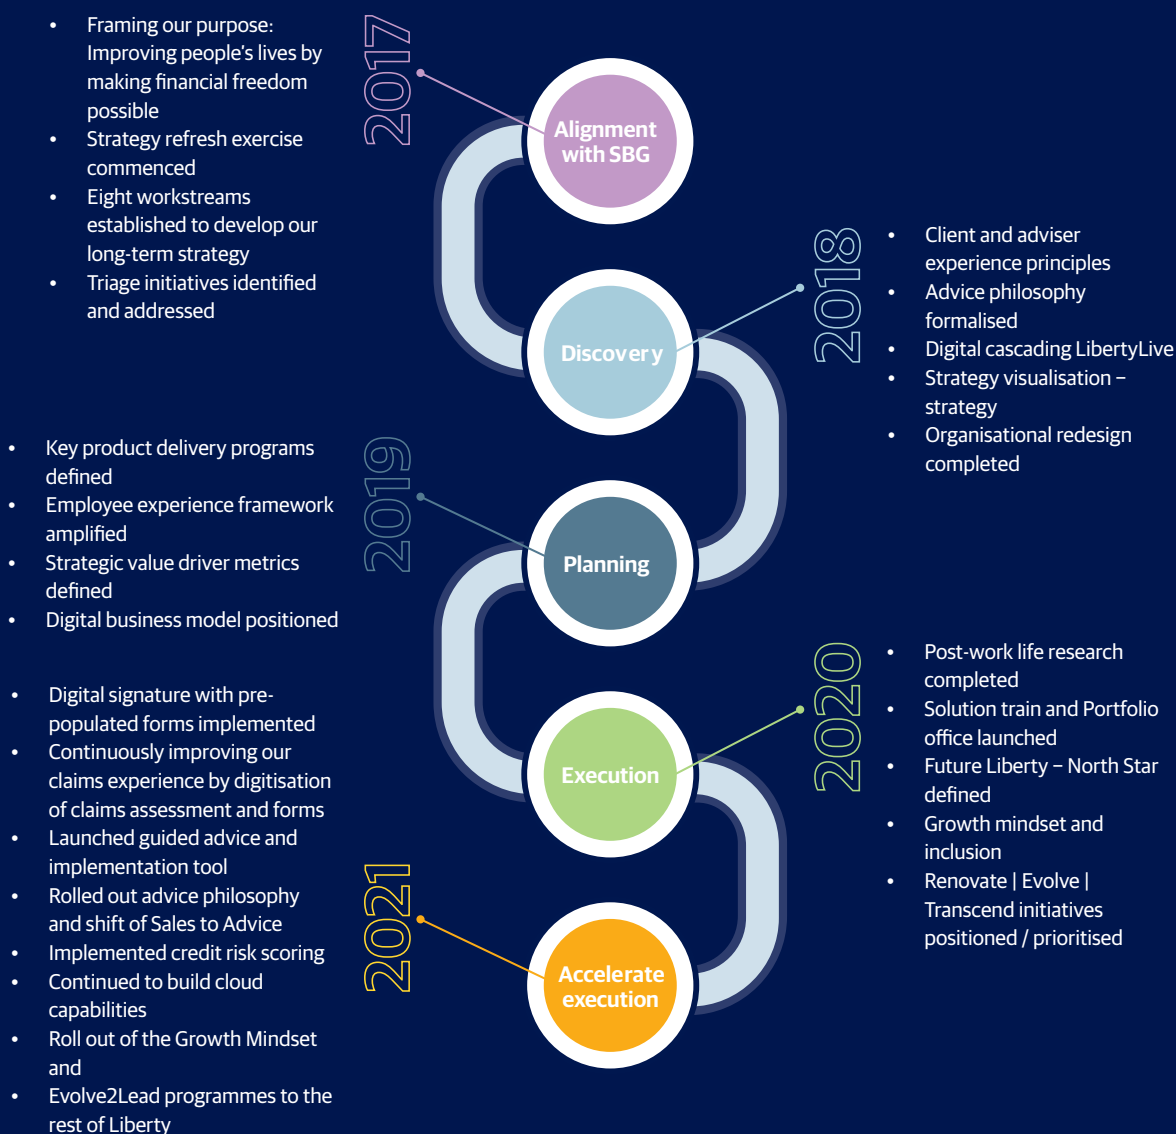 • Framing our purpose:
Improving people's lives by
making financial freedom
possible
• Strategy refresh exercise
commenced
• Eight workstreams
established to develop our
long-term strategy
• Triage initiatives identified
and addressed
2017
Alignment
with SBG
2018
• Client and adviser
experience principles
• Advice philosophy
formalised
• Digital cascading LibertyLive
• Strategy visualisation –
strategy
• Organisational redesign
completed
Discovery
• Key product delivery programs
defined
• Employee experience framework
amplified
• Strategic value driver metrics
defined
• Digital business model positioned
2019
Planning
2020
• Post-work life research
completed
• Solution train and Portfolio
office launched
• Future Liberty – North Star
defined
• Growth mindset and
inclusion
• Renovate | Evolve |
Transcend initiatives
positioned / prioritised
Execution
• Digital signature with pre-
populated forms implemented
• Continuously improving our
claims experience by digitisation
of claims assessment and forms
• Launched guided advice and
implementation tool
• Rolled out advice philosophy
and shift of Sales to Advice
• Implemented credit risk scoring
• Continued to build cloud
capabilities
• Roll out of the Growth Mindset
and
• Evolve2Lead programmes to the
rest of Liberty
2021
Accelerate
execution